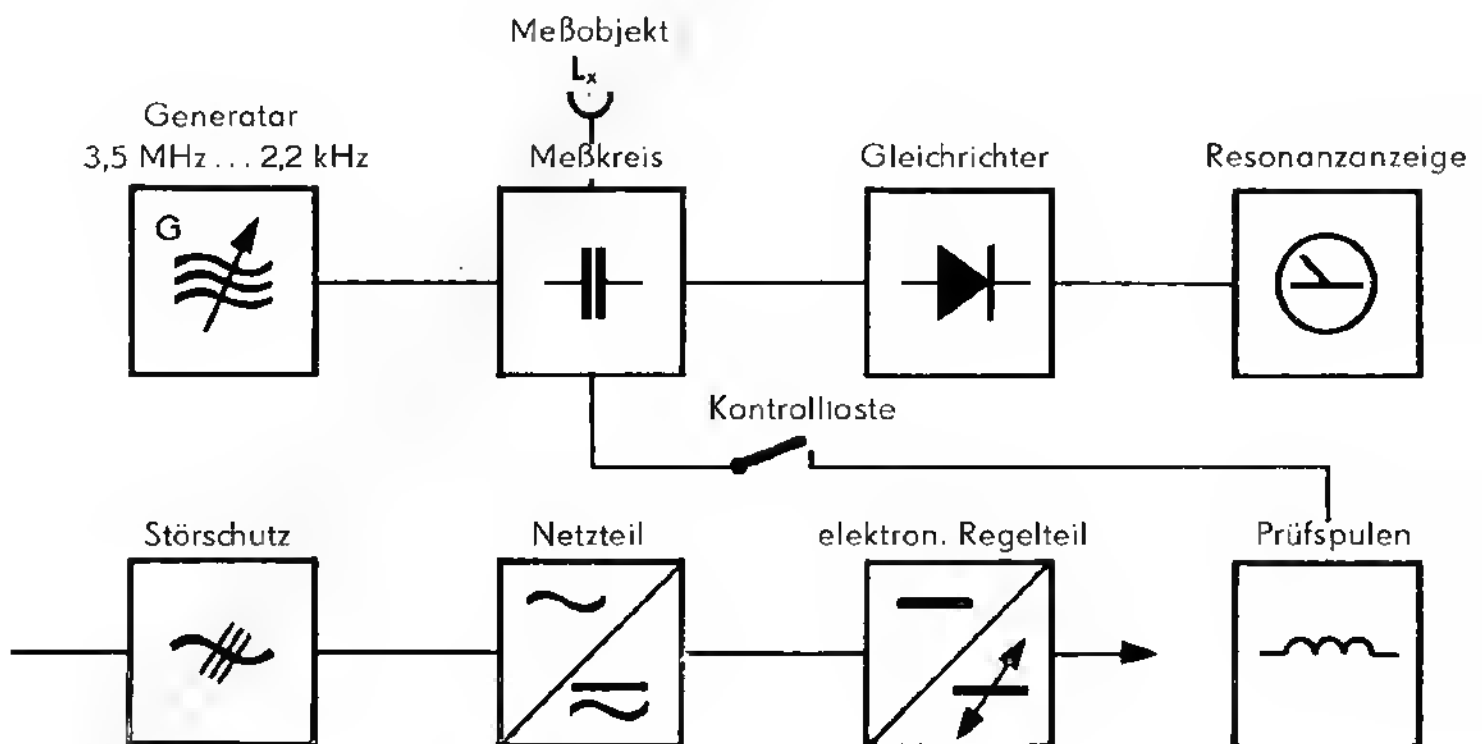 Meßobjekt
Lx
Generatar
3,5 MHz... 2,2 kHz
Meßkreis
Gleichrichter
Resonanzanzeige
G
Kontrolltaste
Störschutz
Netzteil
elektron. Regelteil
Prüfspulen